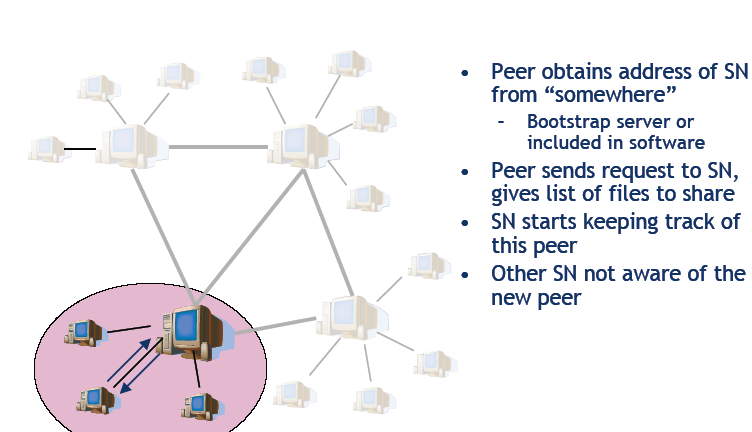 • Peer obtains address of SN
from “somewhere”
– Bootstrap server or
included in software
• Peer sends request to SN,
gives list of files to share
• SN starts keeping track of
this peer
• Other SN not aware of the
new peer